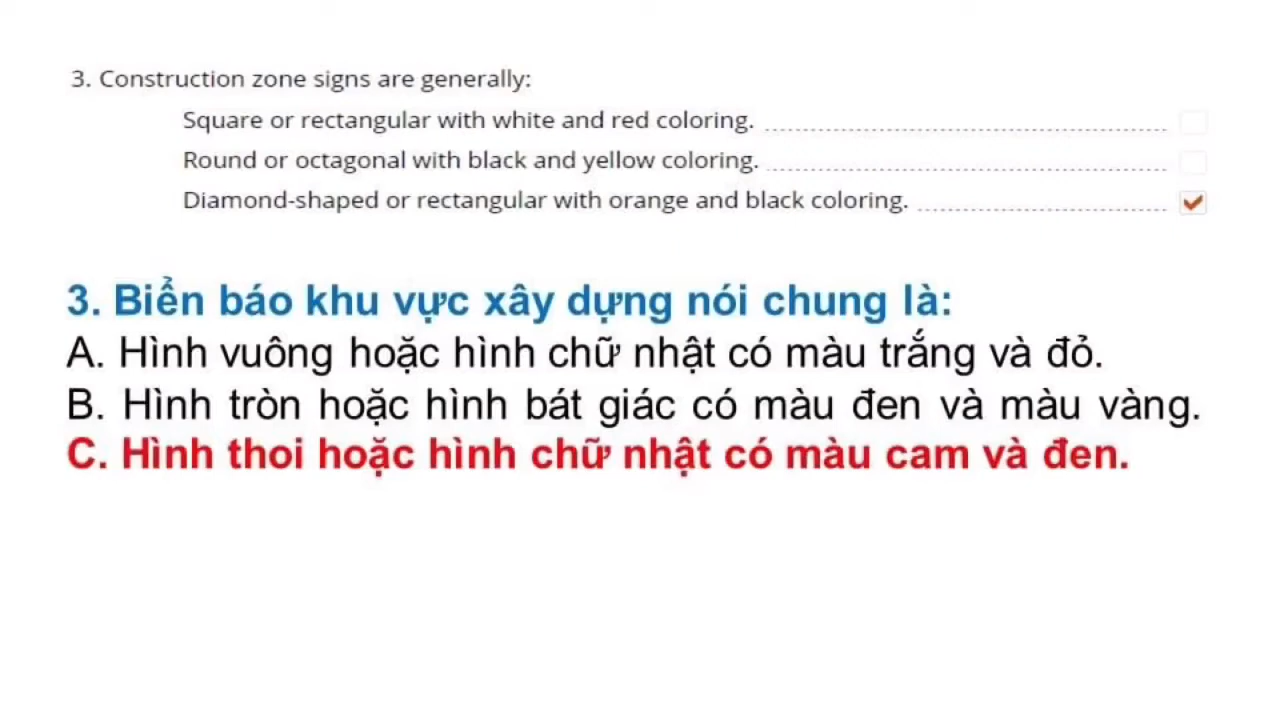 3. Construction zone signs are generally:
Square or rectangular with white and red coloring.
Round or octagonal with black and yellow coloring.
Diamond-shaped or rectangular with orange and black coloring.
3. Biển báo khu vực xây dựng nói chung là:
A. Hình vuông hoặc hình chữ nhật có màu trắng và đỏ.
B. Hình tròn hoặc hình bát giác có màu đen và màu vàng.
C. Hình thoi hoặc hình chữ nhật có màu cam và đen.